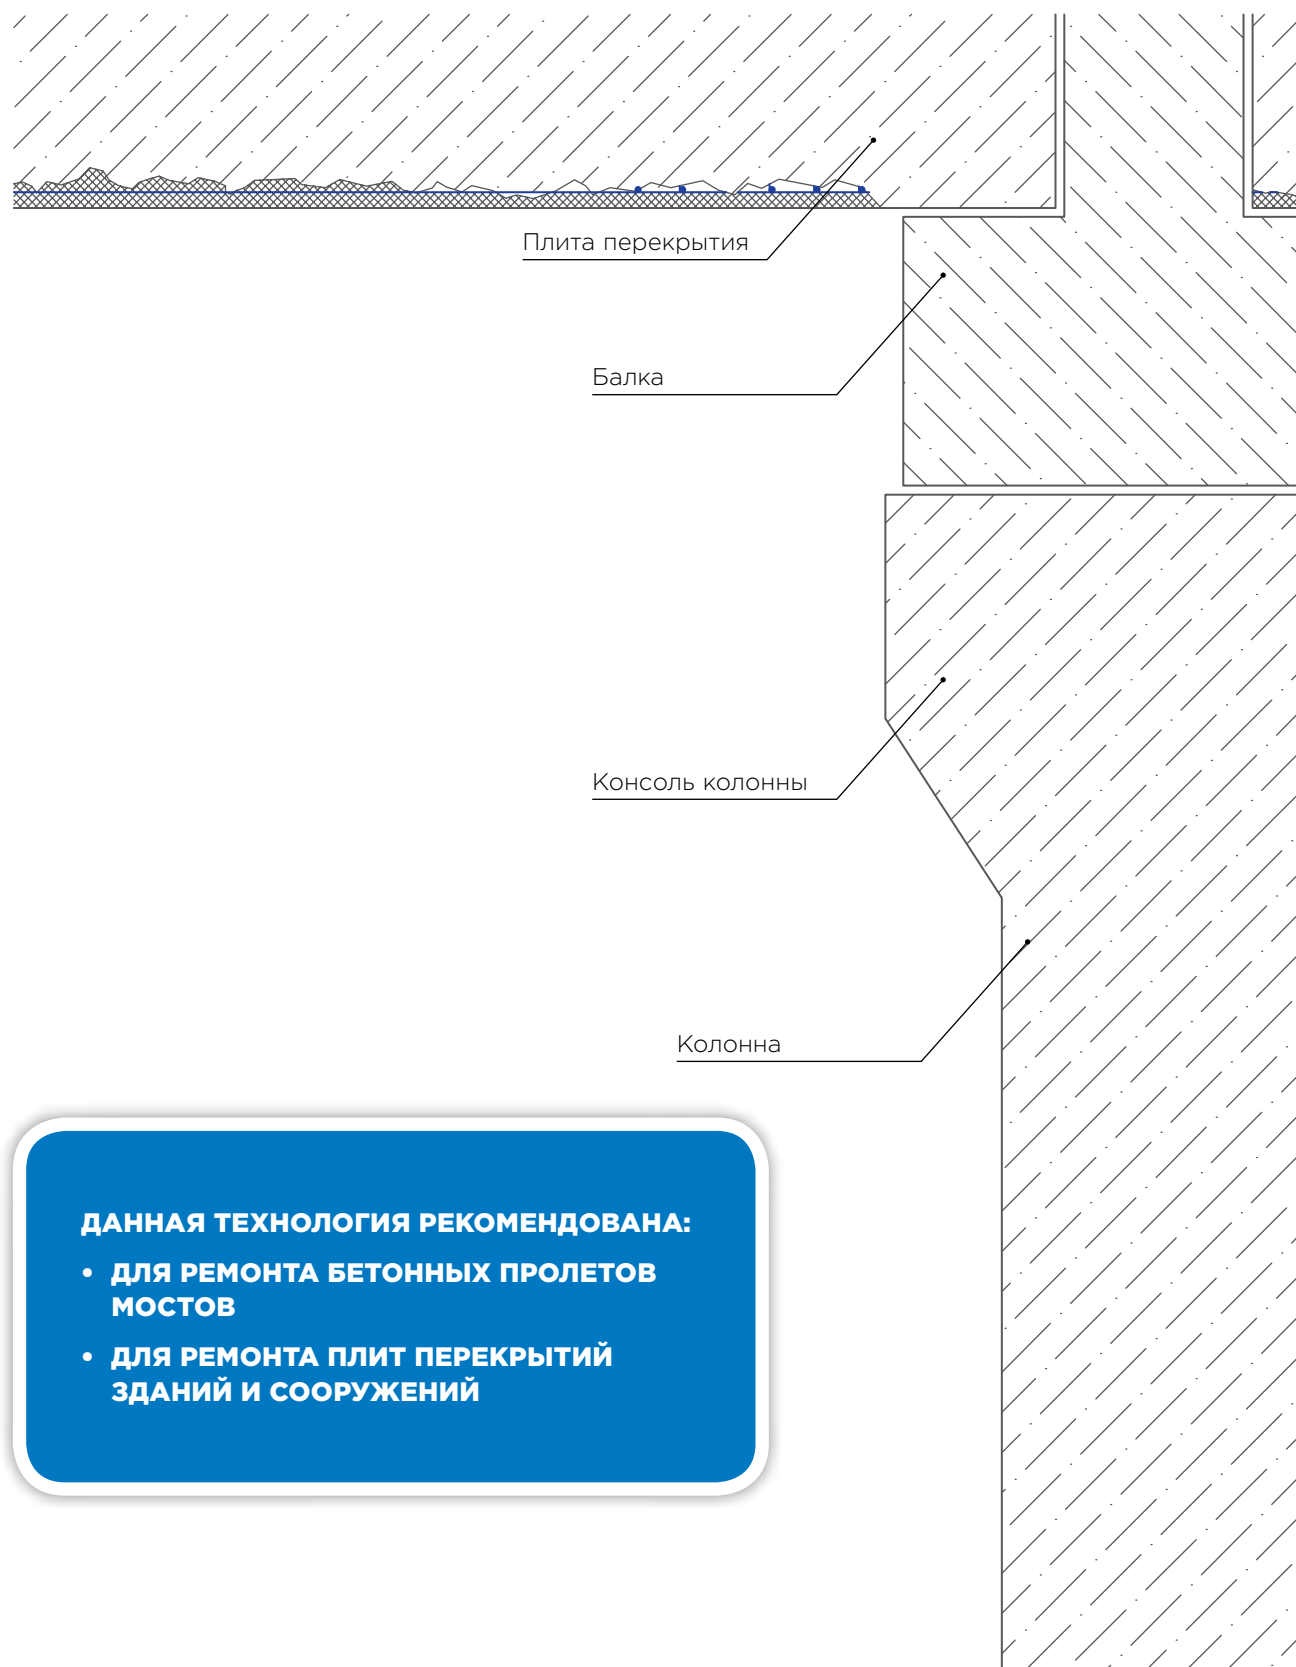 Плита перекрытия
Балка
Консоль колонны
Колонна
ДАННАЯ ТЕХНОЛОГИЯ РЕКОМЕНДОВАНА:
• ДЛЯ РЕМОНТА БЕТОННЫХ ПРОЛЕТОВ
МОСТОВ
• ДЛЯ РЕМОНТА ПЛИТ ПЕРЕКРЫТИЙ
ЗДАНИЙ И СООРУЖЕНИЙ